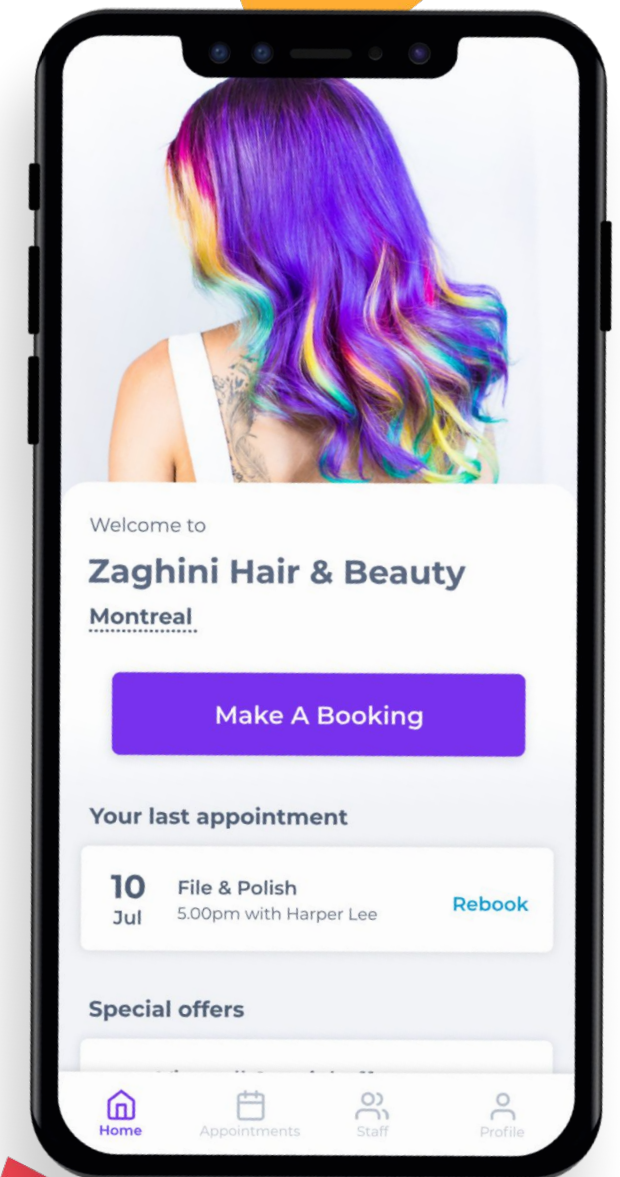 Welcome to
Zaghini Hair & Beauty
Montreal
Make A Booking
Your last appointment
10
Jul
File & Polish
5.00pm with Harper Lee
Rebook
Special offers
Home
Appointments
Staff
Profile